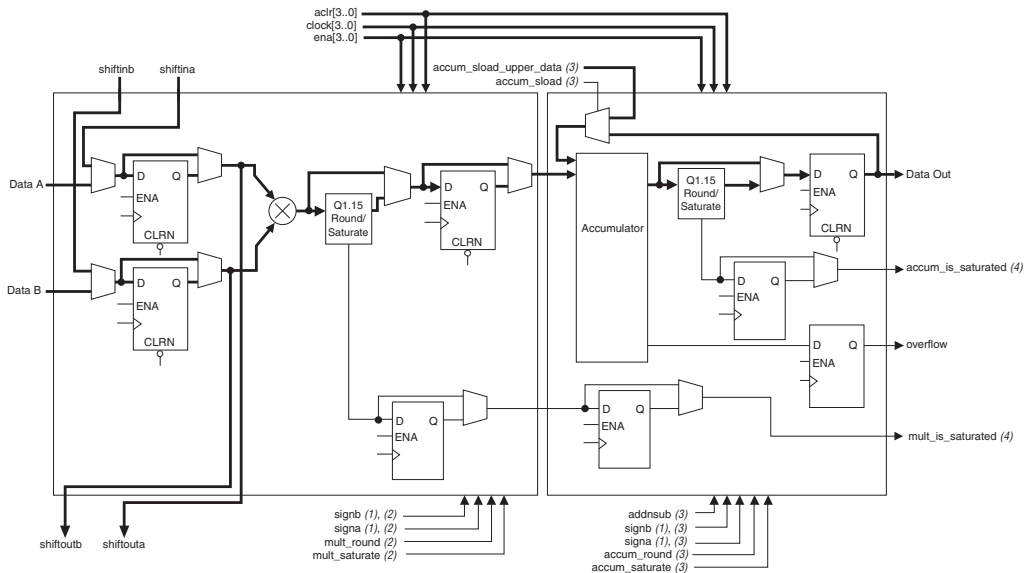 aclr[3..0]
clock[3..0]
ena[3..0]
shiftinb
shiftina
accum_sload_upper_data (3)
accum_sload (3)
Data A
D
Q
ENA
CLRN
Q1.15
Round/
Saturate
D
Q
ENA
CLRN
Accumulator
Q1.15
Round/
Saturate
D
Q
ENA
CLRN
Data Out
Data B
D
Q
ENA
CLRN
D
Q
ENA
accum_is_saturated (4)
D
Q
ENA
overflow
D
Q
ENA
D
Q
ENA
mult_is_saturated (4)
signb (1), (2)
signa (1), (2)
mult_round (2)
mult_saturate (2)
addnsub (3)
signb (1), (3)
signa (1), (3)
accum_round (3)
accum_saturate (3)
shiftoutb
shiftouta